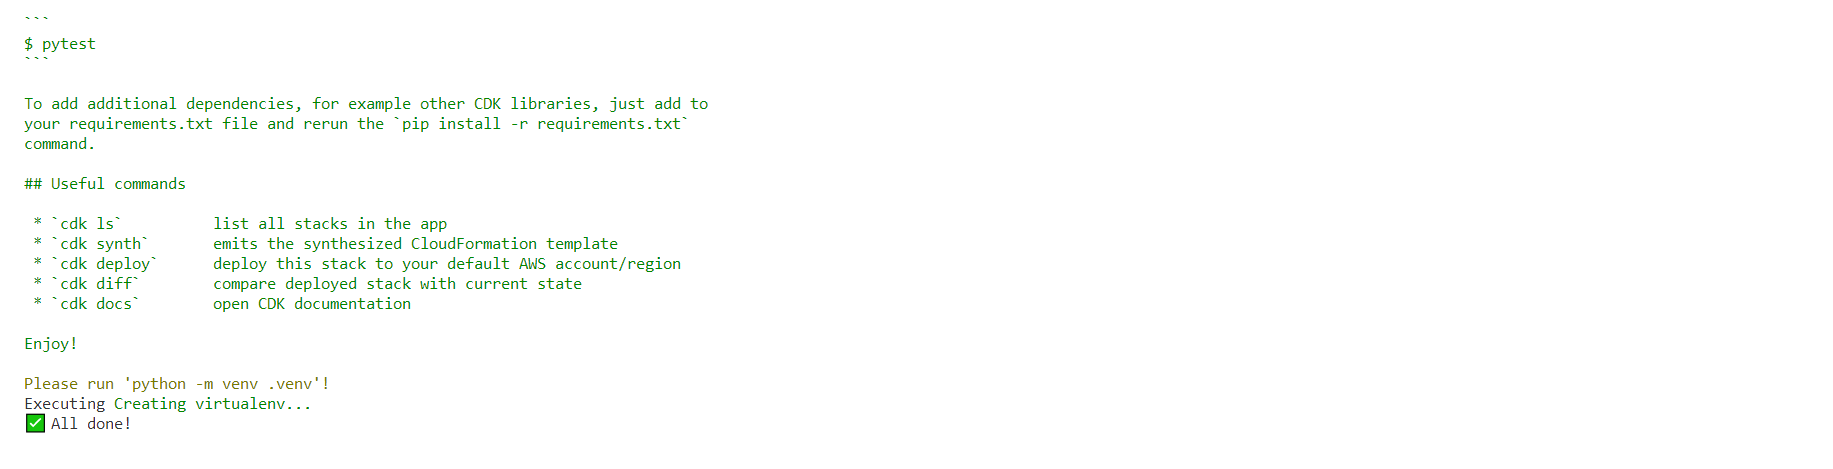 ```
$ pytest
```
To add additional dependencies, for example other CDK libraries, just add to
your requirements.txt file and rerun the `pip install -r requirements.txt`
command.
## Useful commands
 * `cdk ls`          list all stacks in the app
 * `cdk synth`       emits the synthesized CloudFormation template
 * `cdk deploy`      deploy this stack to your default AWS account/region
 * `cdk diff`        compare deployed stack with current state
 * `cdk docs`        open CDK documentation
Enjoy!
Please run 'python -m venv .venv'!
Executing Creating virtualenv...
✅ All done!